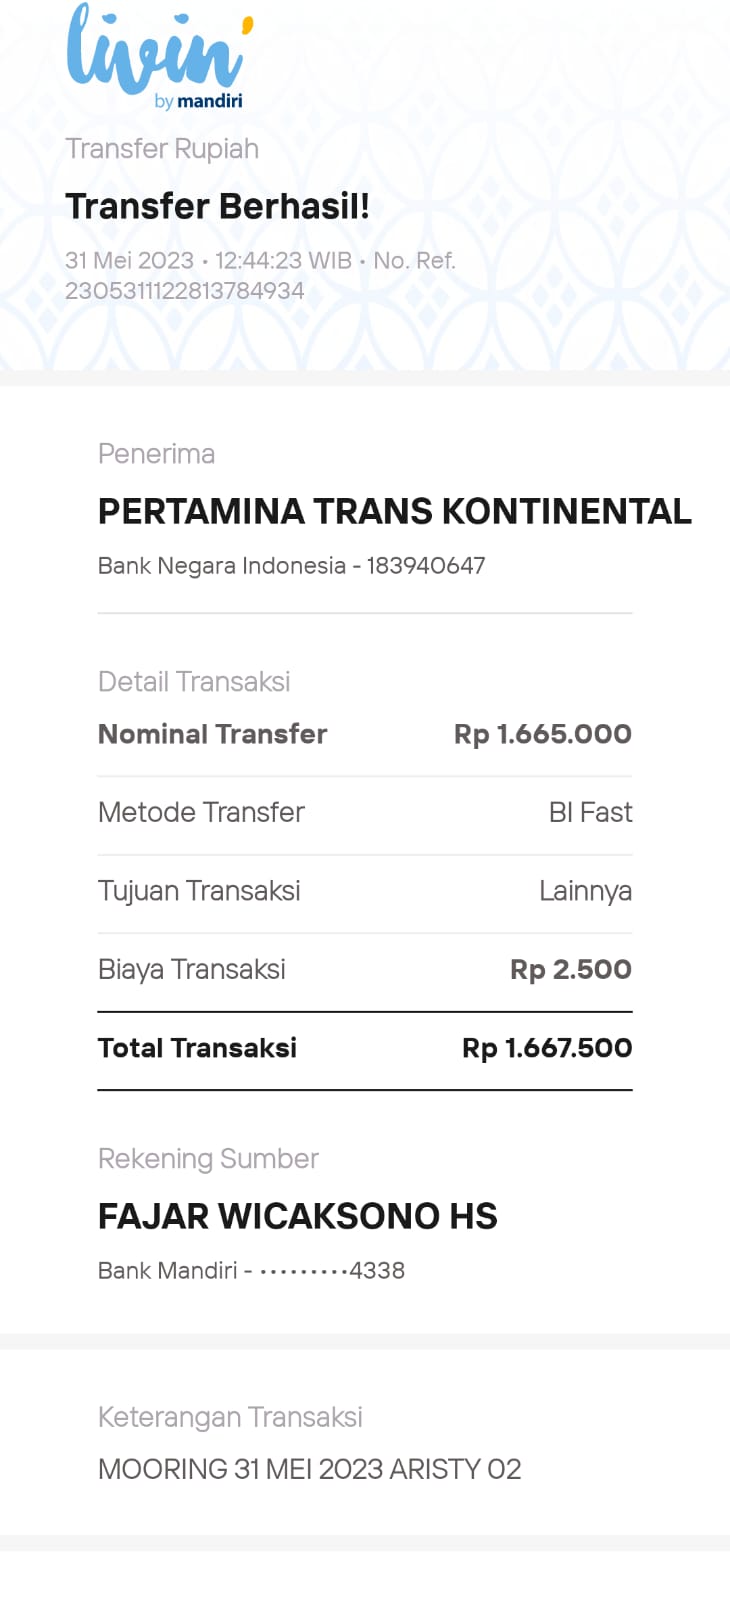 livin'
by mandiri
Transfer Rupiah
Transfer Berhasil!
31 Mei 2023 • 12:44:23 WIB • No. Ref.
2305311122813784934
Penerima
PERTAMINA TRANS KONTINENTAL
Bank Negara Indonesia - 183940647
Detail Transaksi
Nominal Transfer Rp 1.665.000
Metode Transfer BI Fast
Tujuan Transaksi Lainnya
Biaya Transaksi Rp 2.500
Total Transaksi Rp 1.667.500
Rekening Sumber
FAJAR WICAKSONO HS
Bank Mandiri - •••••••••4338
Keterangan Transaksi
MOORING 31 MEI 2023 ARISTY 02